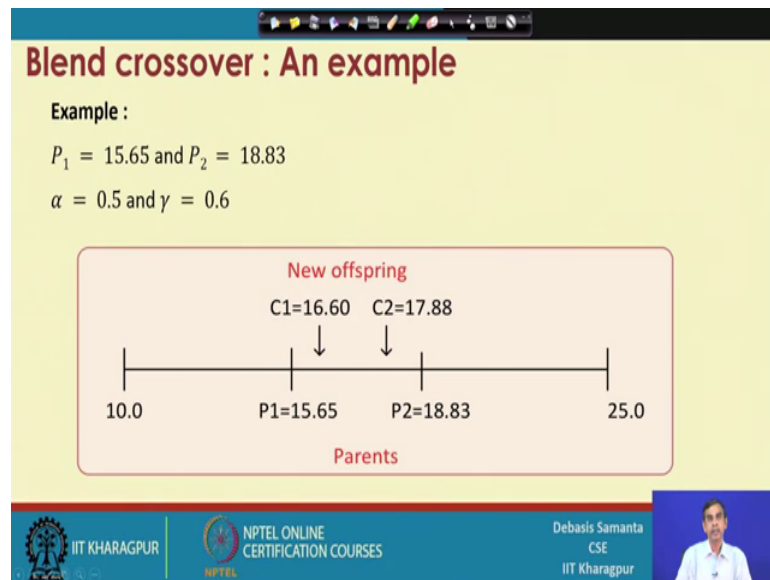 Blend crossover : An example
Example :
P₁ = 15.65 and P₂ = 18.83
α = 0.5 and γ = 0.6
New offspring
C1=16.60 C2=17.88
10.0 P1=15.65 P2=18.83 25.0
Parents
IIT KHARAGPUR
NPTEL
NPTEL ONLINE
CERTIFICATION COURSES
Debasis Samanta
CSE
IIT Kharagpur